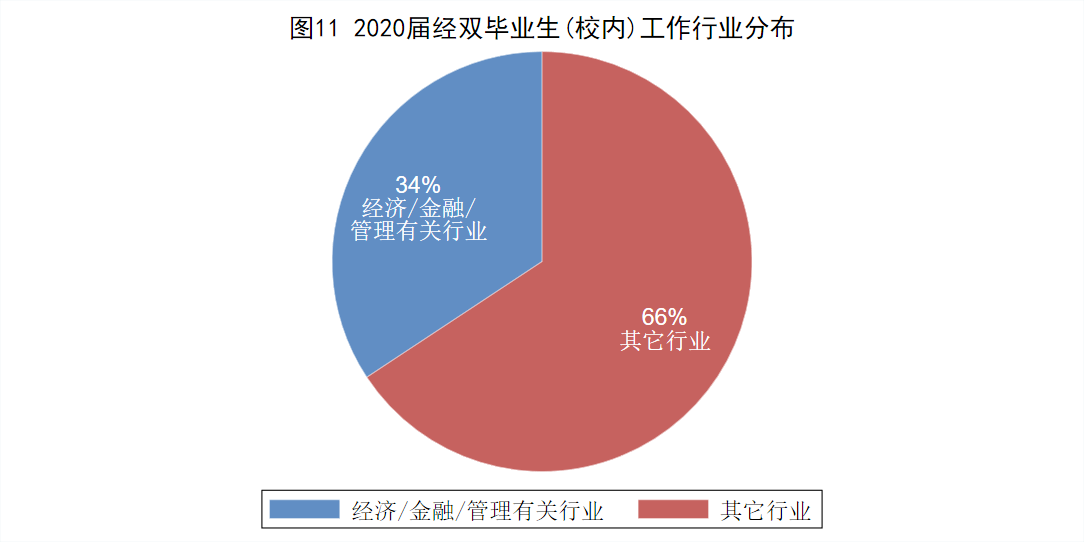 图11 2020届经双毕业生(校内)工作行业分布
34%
经济/金融/
管理有关行业
66%
其它行业
经济/金融/管理有关行业
其它行业